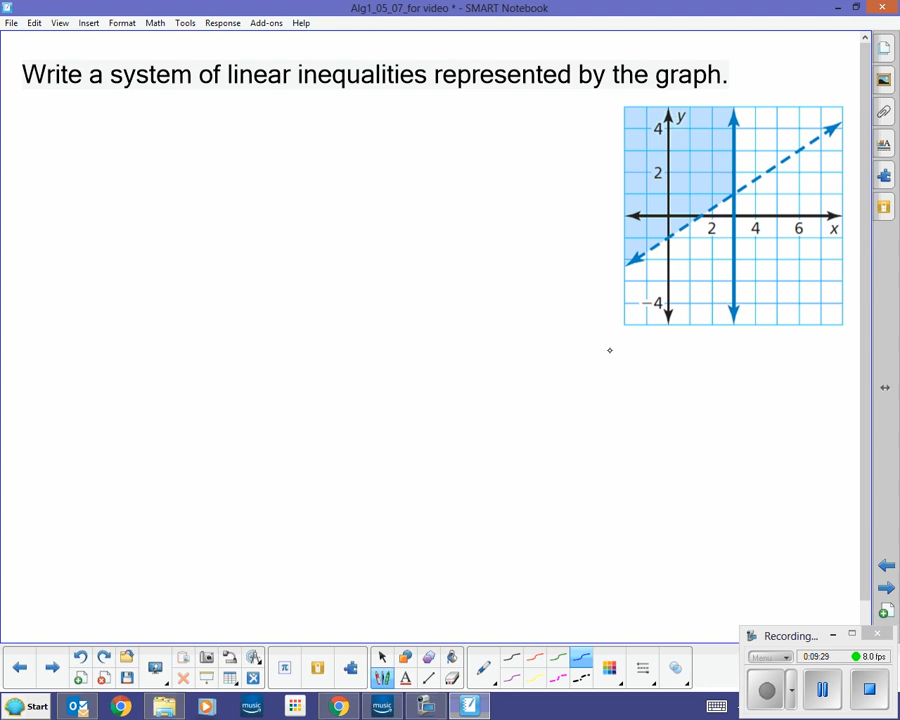 Alg1_05_07_for video * - SMART Notebook
File Edit View Insert Format Math Tools Response Add-ons Help
Write a system of linear inequalities represented by the graph.
y
4
2
2 4 6 x
−4
Recording...
Menu 0:09:29 8.0 fps
π
A
Start music music